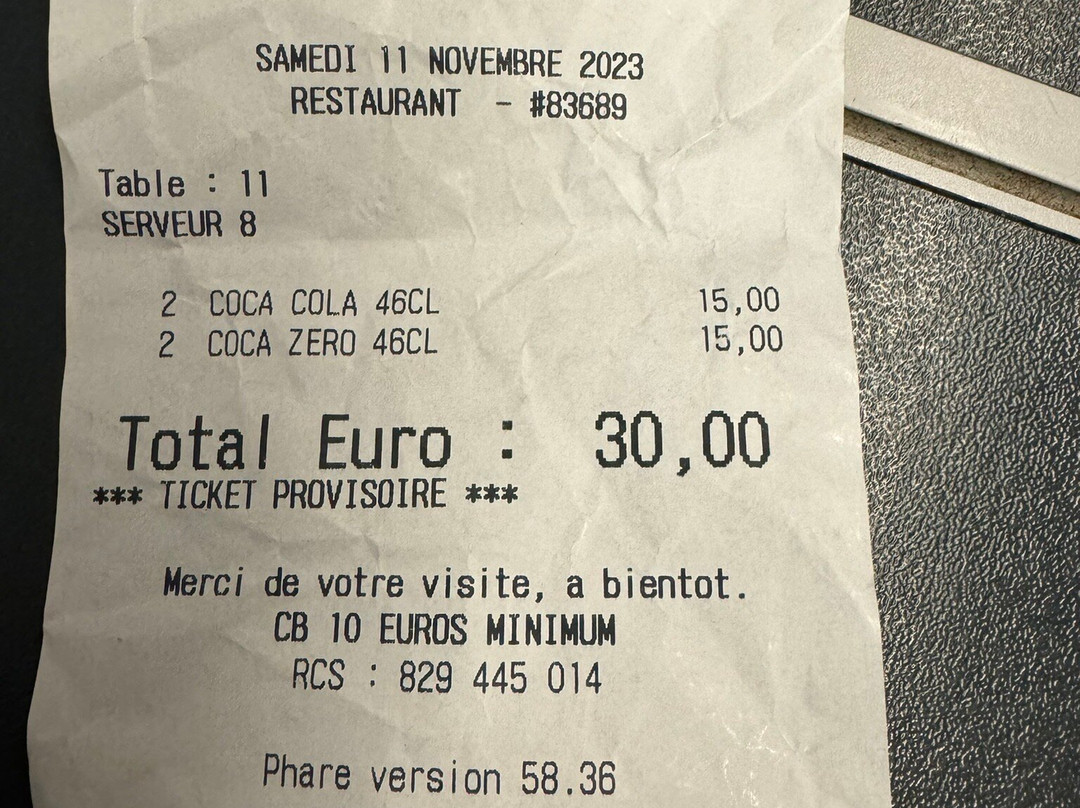 SAMEDI 11 NOVEMBRE 2023
RESTAURANT - #83689
Table : 11
SERVEUR 8
2 COCA COLA 46CL 15,00
2 COCA ZERO 46CL 15,00
Total Euro : 30,00
*** TICKET PROVISOIRE ***
Merci de votre visite, a bientot.
CB 10 EUROS MINIMUM
RCS : 829 445 014
Phare version 58.36